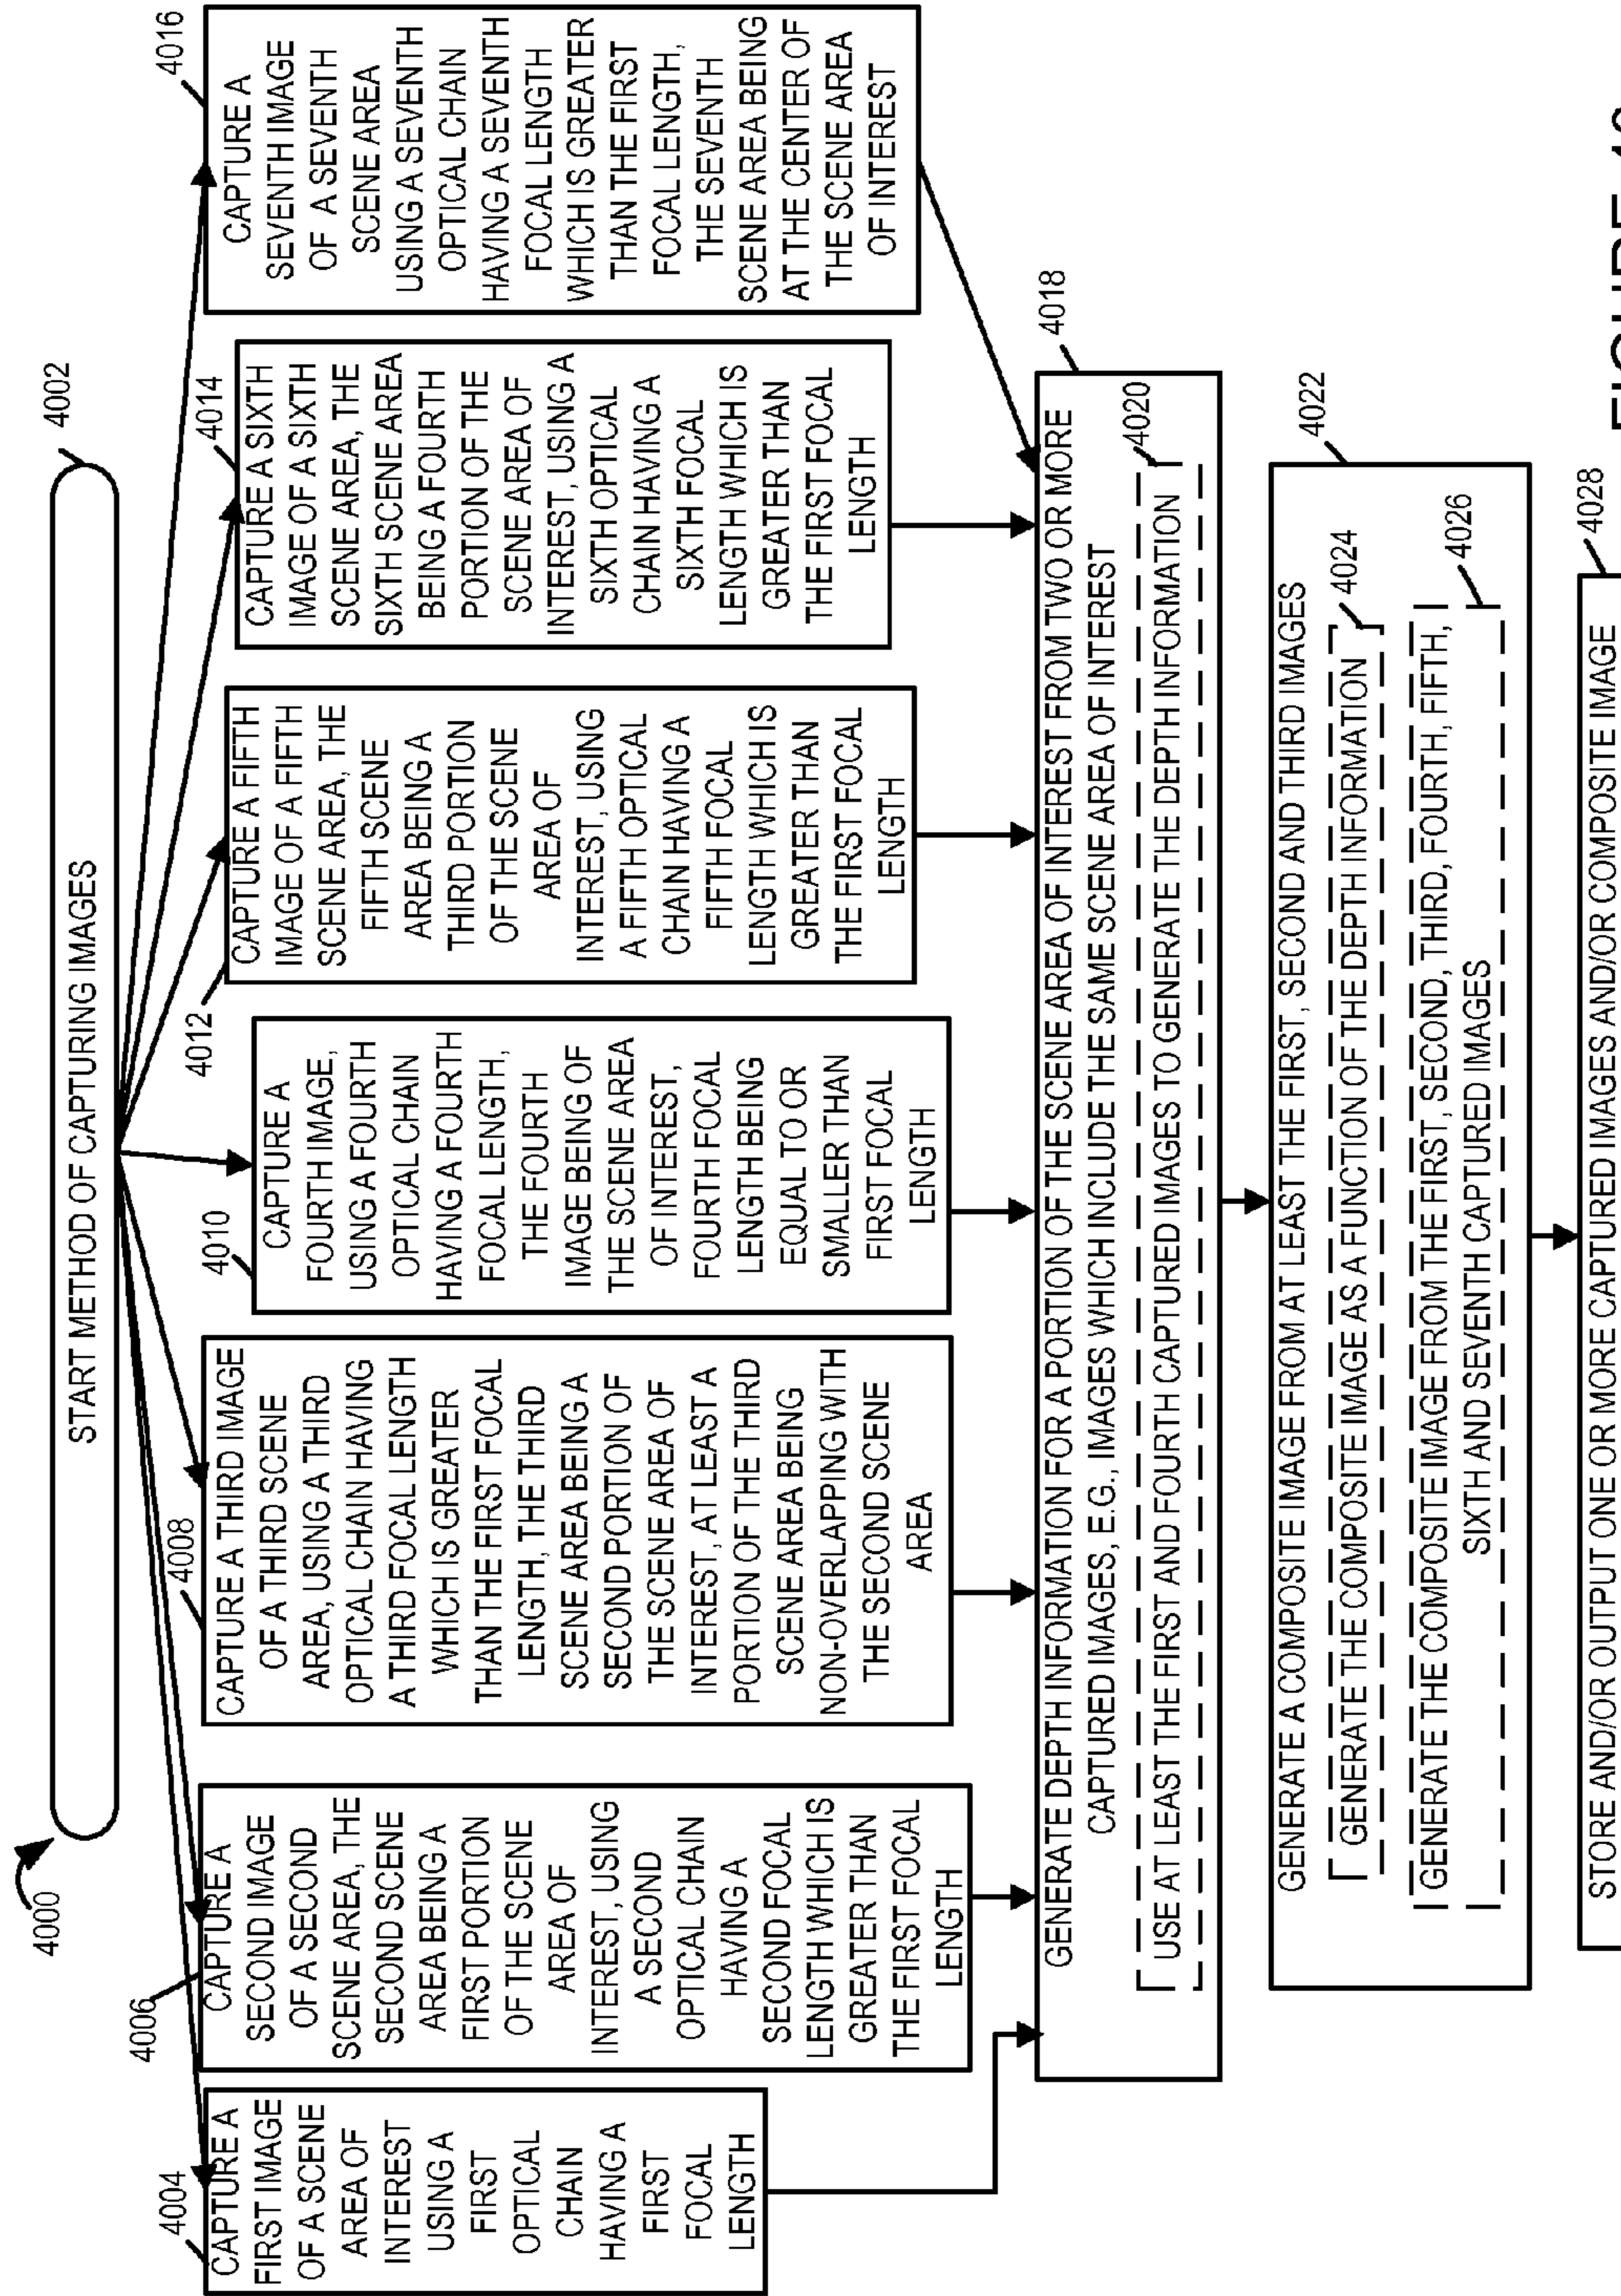 4000
START METHOD OF CAPTURING IMAGES
4002
4004
CAPTURE A
FIRST IMAGE
OF A SCENE
AREA OF
INTEREST
USING A
FIRST
OPTICAL
CHAIN
HAVING A
FIRST
FOCAL
LENGTH
4006
CAPTURE A
SECOND IMAGE
OF A SECOND
SCENE AREA, THE
SECOND SCENE
AREA BEING A
FIRST PORTION
OF THE SCENE
AREA OF
INTEREST, USING
A SECOND
OPTICAL CHAIN
HAVING A
SECOND FOCAL
LENGTH WHICH IS
GREATER THAN
THE FIRST FOCAL
LENGTH
4008
CAPTURE A THIRD IMAGE
OF A THIRD SCENE
AREA, USING A THIRD
OPTICAL CHAIN HAVING
A THIRD FOCAL LENGTH
WHICH IS GREATER
THAN THE FIRST FOCAL
LENGTH, THE THIRD
SCENE AREA BEING A
SECOND PORTION OF
THE SCENE AREA OF
INTEREST, AT LEAST A
PORTION OF THE THIRD
SCENE AREA BEING
NON-OVERLAPPING WITH
THE SECOND SCENE
AREA
4010
CAPTURE A
FOURTH IMAGE,
USING A FOURTH
OPTICAL CHAIN
HAVING A FOURTH
FOCAL LENGTH,
THE FOURTH
IMAGE BEING OF
THE SCENE AREA
OF INTEREST,
FOURTH FOCAL
LENGTH BEING
EQUAL TO OR
SMALLER THAN
FIRST FOCAL
LENGTH
4012
CAPTURE A FIFTH
IMAGE OF A FIFTH
SCENE AREA, THE
FIFTH SCENE
AREA BEING A
THIRD PORTION
OF THE SCENE
AREA OF
INTEREST, USING
A FIFTH OPTICAL
CHAIN HAVING A
FIFTH FOCAL
LENGTH WHICH IS
GREATER THAN
THE FIRST FOCAL
LENGTH
4014
CAPTURE A SIXTH
IMAGE OF A SIXTH
SCENE AREA, THE
SIXTH SCENE AREA
BEING A FOURTH
PORTION OF THE
SCENE AREA OF
INTEREST, USING A
SIXTH OPTICAL
CHAIN HAVING A
SIXTH FOCAL
LENGTH WHICH IS
GREATER THAN
THE FIRST FOCAL
LENGTH
4016
CAPTURE A
SEVENTH IMAGE
OF A SEVENTH
SCENE AREA
USING A SEVENTH
OPTICAL CHAIN
HAVING A SEVENTH
FOCAL LENGTH
WHICH IS GREATER
THAN THE FIRST
FOCAL LENGTH,
THE SEVENTH
SCENE AREA BEING
AT THE CENTER OF
THE SCENE AREA
OF INTEREST
4018
GENERATE DEPTH INFORMATION FOR A PORTION OF THE SCENE AREA OF INTEREST FROM TWO OR MORE
CAPTURED IMAGES, E.G., IMAGES WHICH INCLUDE THE SAME SCENE AREA OF INTEREST
4020
USE AT LEAST THE FIRST AND FOURTH CAPTURED IMAGES TO GENERATE THE DEPTH INFORMATION
4022
GENERATE A COMPOSITE IMAGE FROM AT LEAST THE FIRST, SECOND AND THIRD IMAGES
4024
GENERATE THE COMPOSITE IMAGE AS A FUNCTION OF THE DEPTH INFORMATION
4026
GENERATE THE COMPOSITE IMAGE FROM THE FIRST, SECOND, THIRD, FOURTH, FIFTH,
SIXTH AND SEVENTH CAPTURED IMAGES
4028
STORE AND/OR OUTPUT ONE OR MORE CAPTURED IMAGES AND/OR COMPOSITE IMAGE
FIGURE